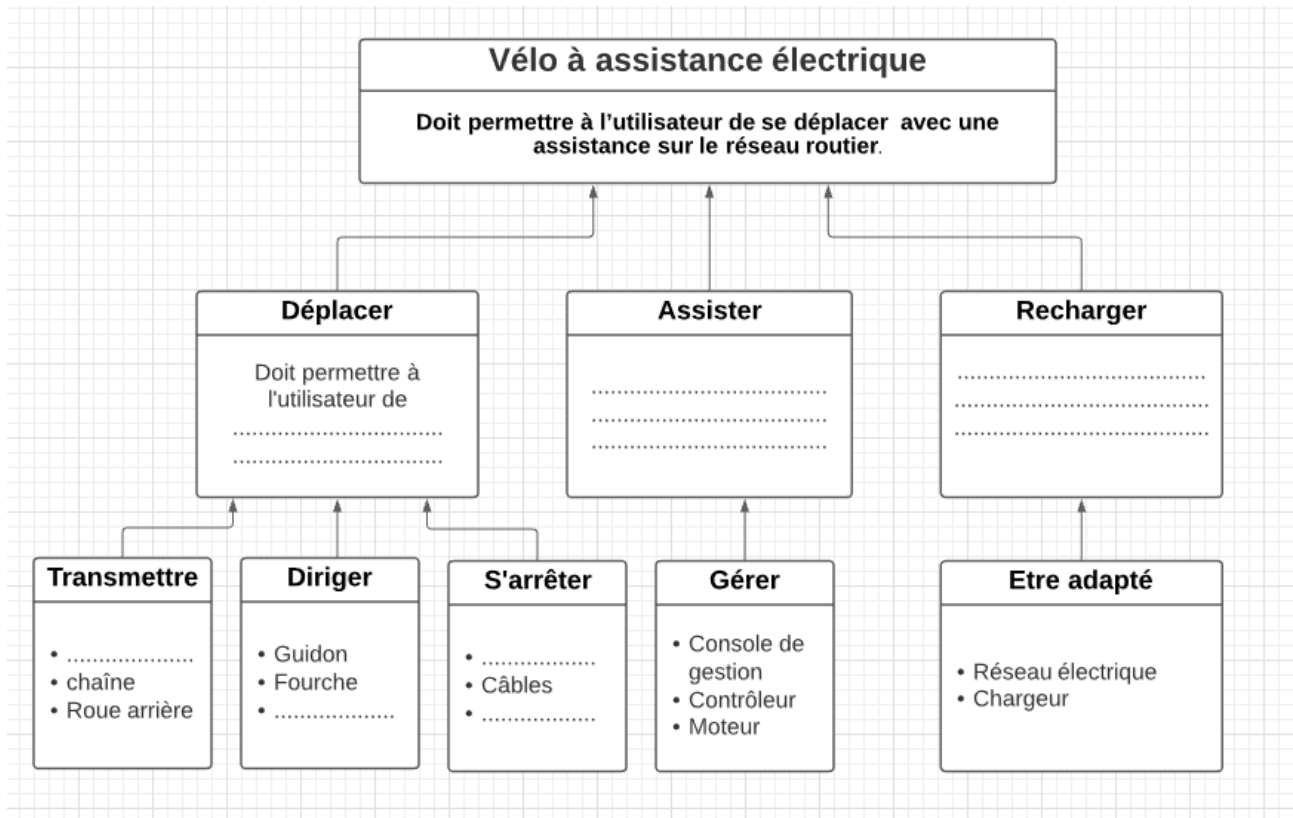 Vélo à assistance électrique
Doit permettre à l’utilisateur de se déplacer avec une
assistance sur le réseau routier.
Déplacer
Doit permettre à
l'utilisateur de
....................................
....................................
Assister
........................................
........................................
........................................
Recharger
...........................................
...........................................
...........................................
Transmettre
• ......................
• chaîne
• Roue arrière
Diriger
• Guidon
• Fourche
• .....................
S'arrêter
• ....................
• Câbles
• ....................
Gérer
• Console de
gestion
• Contrôleur
• Moteur
Etre adapté
• Réseau électrique
• Chargeur